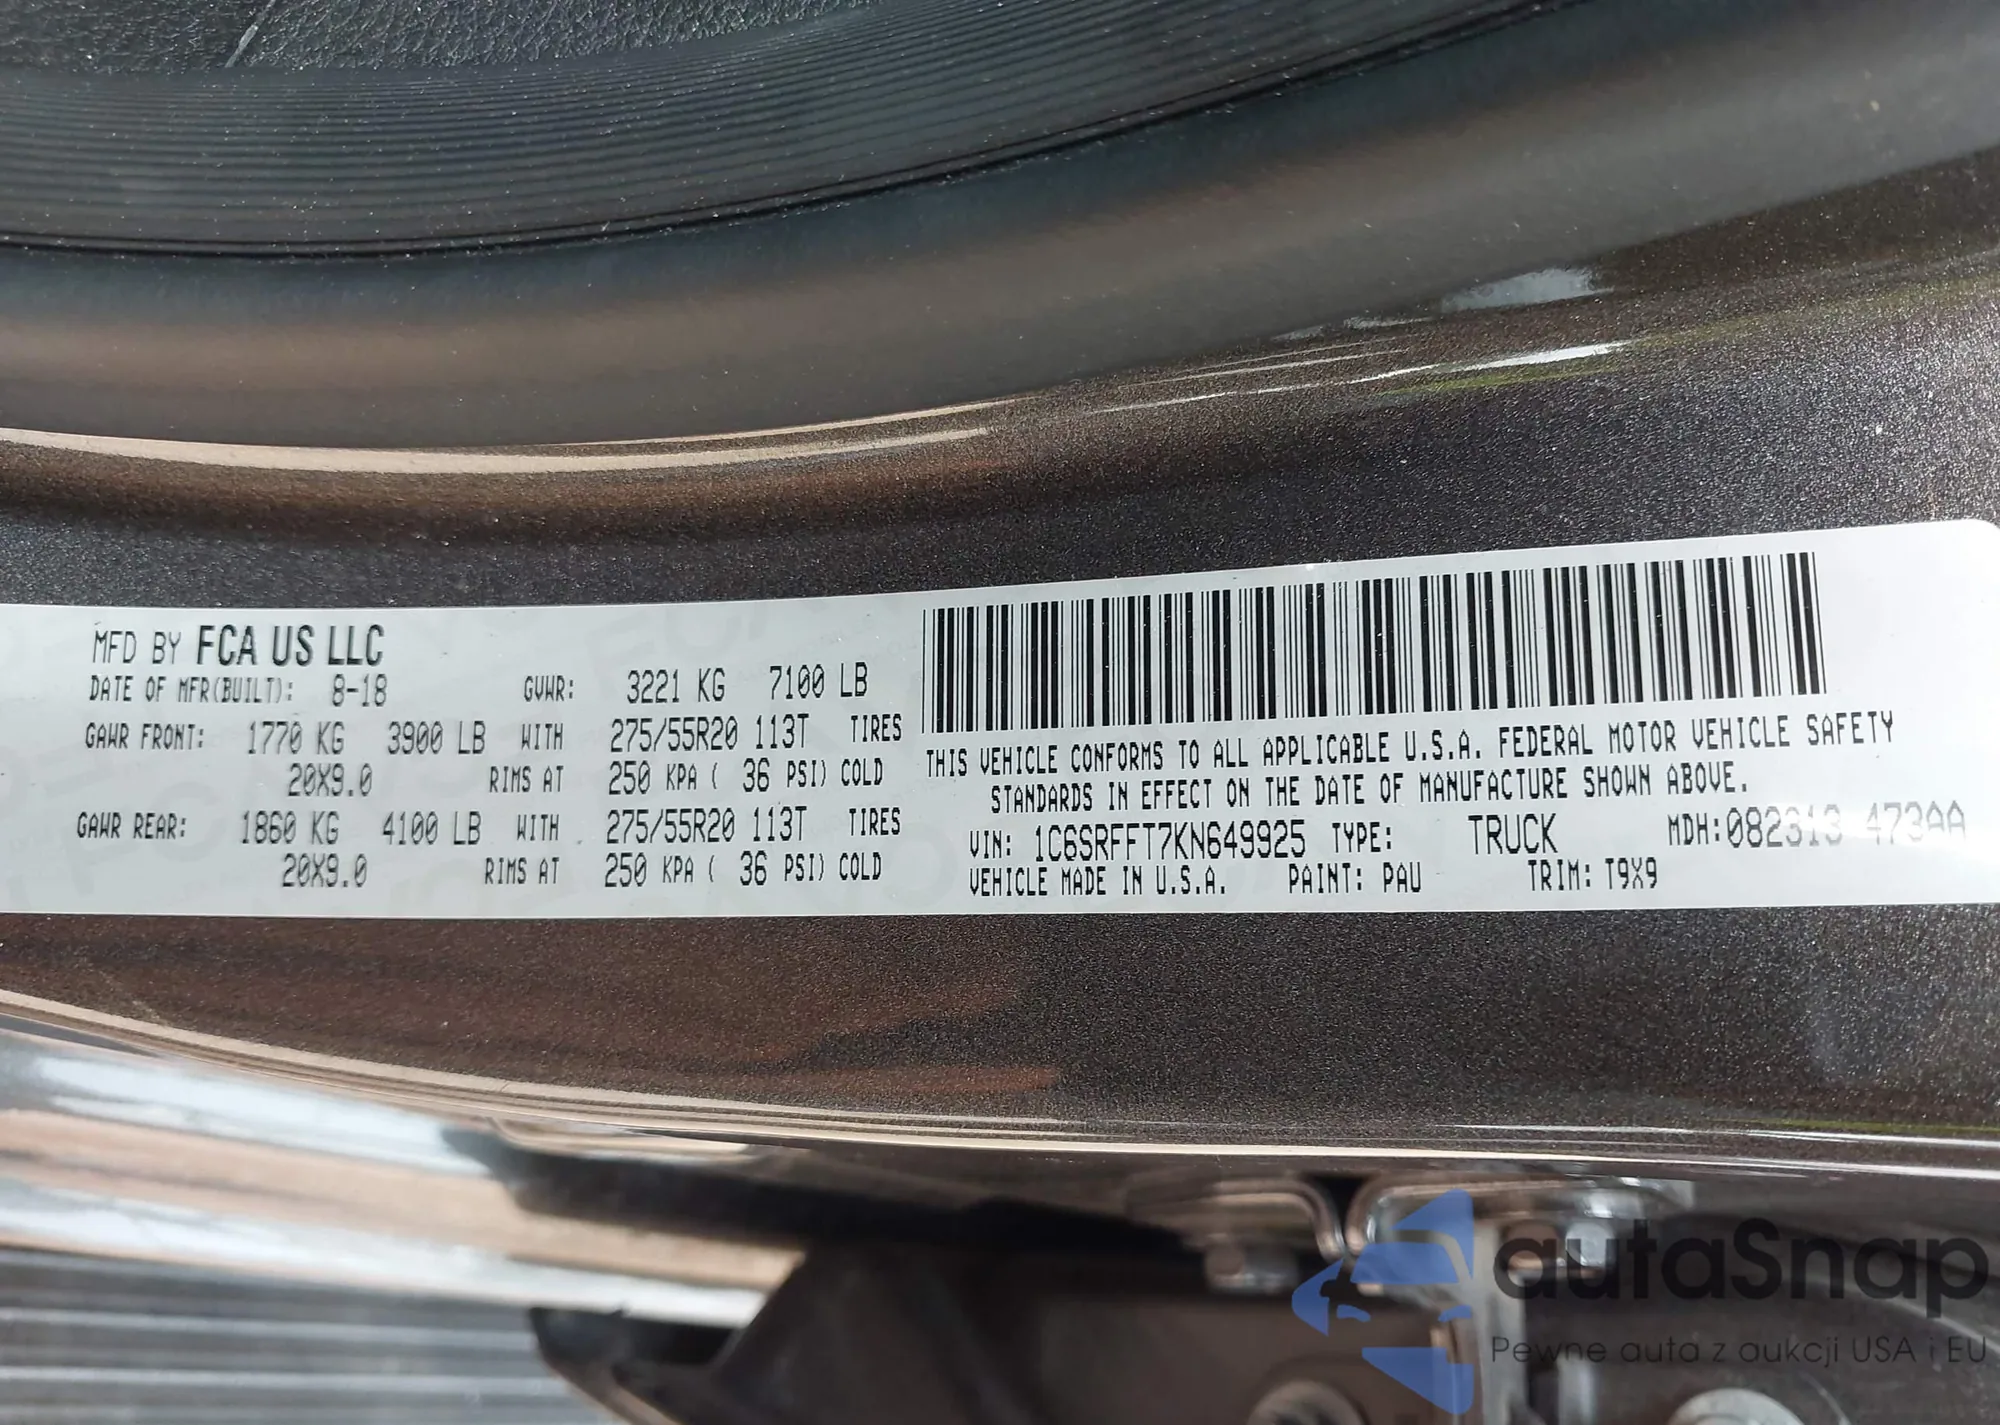 MFD BY FCA US LLC
DATE OF MFR(BUILT): 8-18 GVWR: 3221 KG 7100 LB
GAWR FRONT: 1770 KG 3900 LB WITH 275/55R20 113T TIRES
20X9.0 RIMS AT 250 KPA ( 36 PSI) COLD
GAWR REAR: 1860 KG 4100 LB WITH 275/55R20 113T TIRES
20X9.0 RIMS AT 250 KPA ( 36 PSI) COLD
THIS VEHICLE CONFORMS TO ALL APPLICABLE U.S.A. FEDERAL MOTOR VEHICLE SAFETY
STANDARDS IN EFFECT ON THE DATE OF MANUFACTURE SHOWN ABOVE.
VIN: 1C6SRFFT7KN649925 TYPE: TRUCK MDH:082313 473AA
VEHICLE MADE IN U.S.A. PAINT: PAU TRIM: T9X9
autaSnap
Pewne auta z aukcji USA i EU